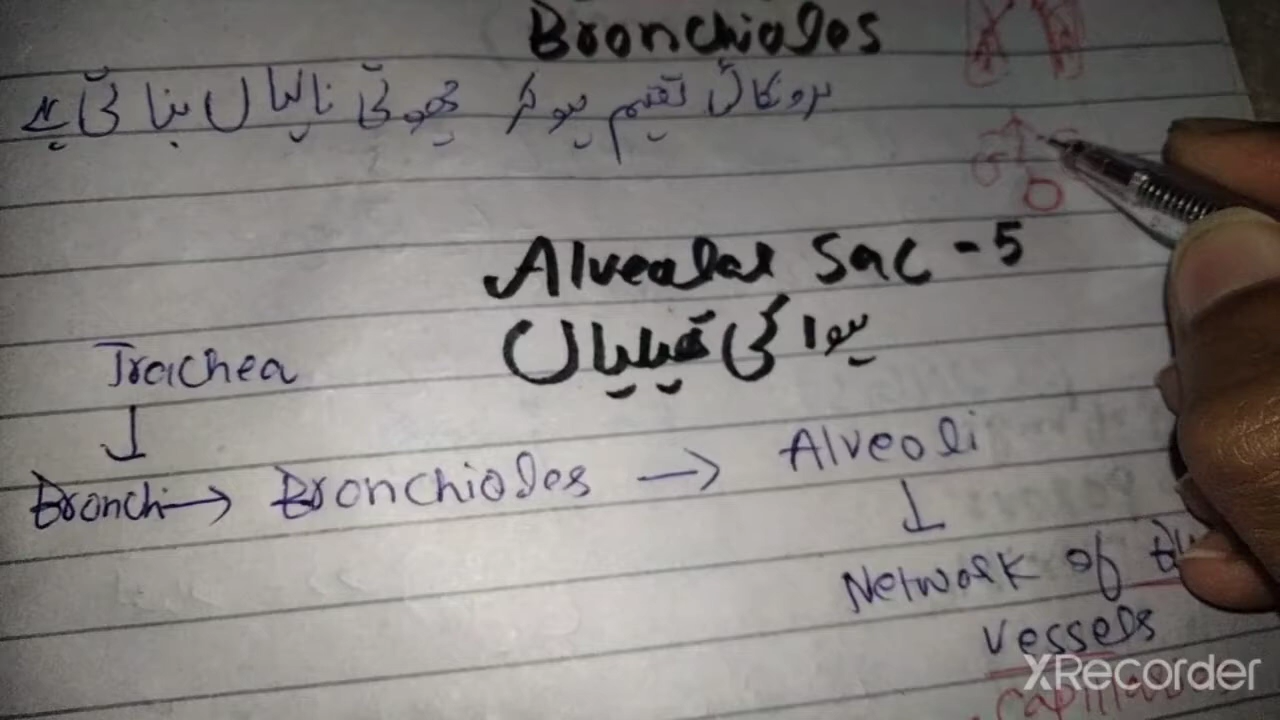 Bronchioles
برونکائی تقسیم ہوکر چھوٹی نالیاں بناتی ہے
Alveolar Sac - 5
ہوا کی تھیلیاں
Trachea
↓
Bronchi → Bronchioles → Alveoli
↓
Network of
vessels
XRecorder